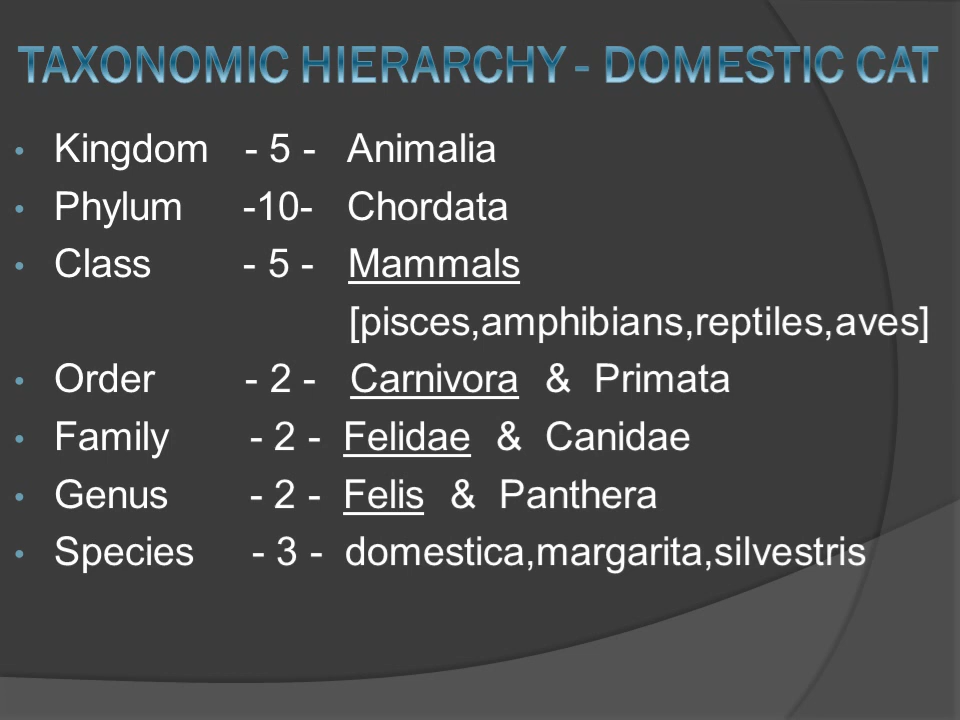 TAXONOMIC HIERARCHY - DOMESTIC CAT
• Kingdom - 5 - Animalia
• Phylum -10- Chordata
• Class - 5 - Mammals
[pisces,amphibians,reptiles,aves]
• Order - 2 - Carnivora & Primata
• Family - 2 - Felidae & Canidae
• Genus - 2 - Felis & Panthera
• Species - 3 - domestica,margarita,silvestris